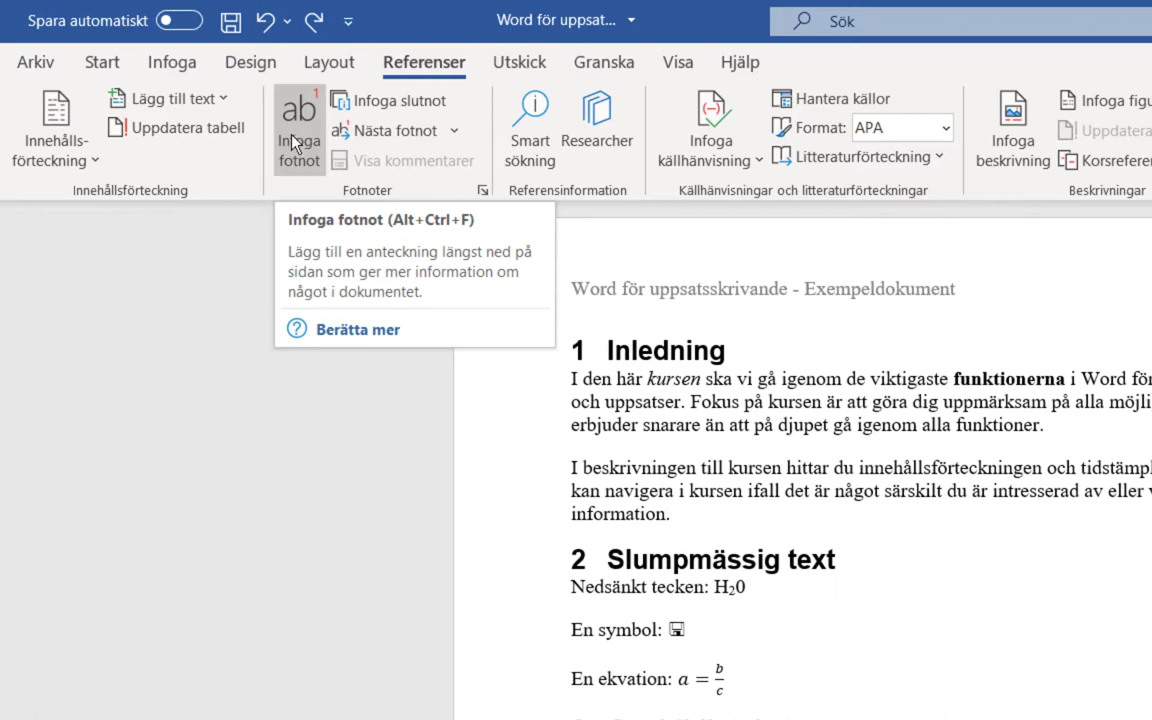 Spara automatiskt
Word för uppsat...
Sök
Arkiv Start Infoga Design Layout Referenser Utskick Granska Visa Hjälp
Innehålls-
förteckning
Lägg till text
Uppdatera tabell
Innehållsförteckning
ab1
Infoga
fotnot
Infoga slutnot
Nästa fotnot
Visa kommentarer
Fotnoter
Smart
sökning
Researcher
Referensinformation
Infoga
källhänvisning
Hantera källor
Format: APA
Litteraturförteckning
Källhänvisningar och litteraturförteckningar
Infoga
beskrivning
Infoga figu
Uppdatera
Korsreferen
Beskrivningar
Infoga fotnot (Alt+Ctrl+F)
Lägg till en anteckning längst ned på
sidan som ger mer information om
något i dokumentet.
Berätta mer
Word för uppsatsskrivande - Exempeldokument
1 Inledning
I den här kursen ska vi gå igenom de viktigaste funktionerna i Word för
och uppsatser. Fokus på kursen är att göra dig uppmärksam på alla möjli
erbjuder snarare än att på djupet gå igenom alla funktioner.
I beskrivningen till kursen hittar du innehållsförteckningen och tidstämpl
kan navigera i kursen ifall det är något särskilt du är intresserad av eller v
information.
2 Slumpmässig text
Nedsänkt tecken: H₂0
En symbol: 🖫
En ekvation: a = b/c